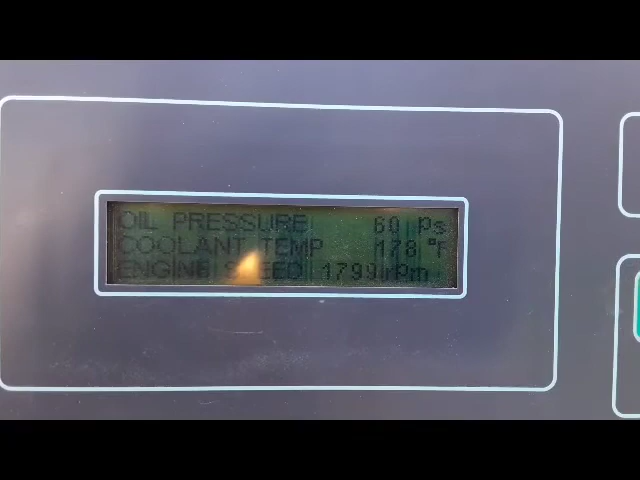 OIL PRESSURE 60 Ps
COOLANT TEMP 178 °F
ENGINE SPEED 1799 rpm